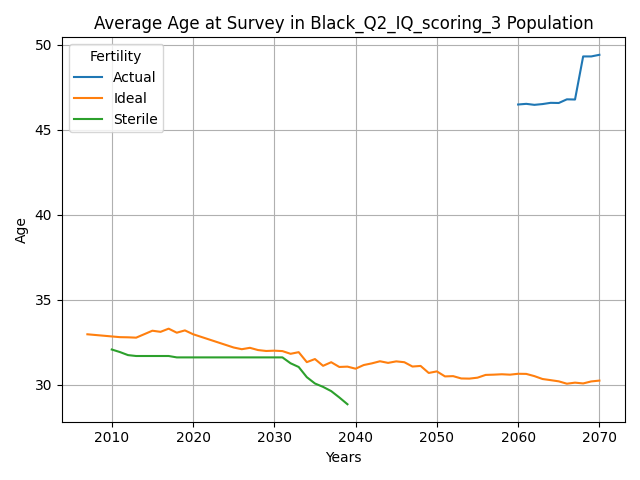 Average Age at Survey in Black_Q2_IQ_scoring_3 Population
Fertility
Actual
Ideal
Sterile
50
45
40
35
30
Age
2010 2020 2030 2040 2050 2060 2070
Years